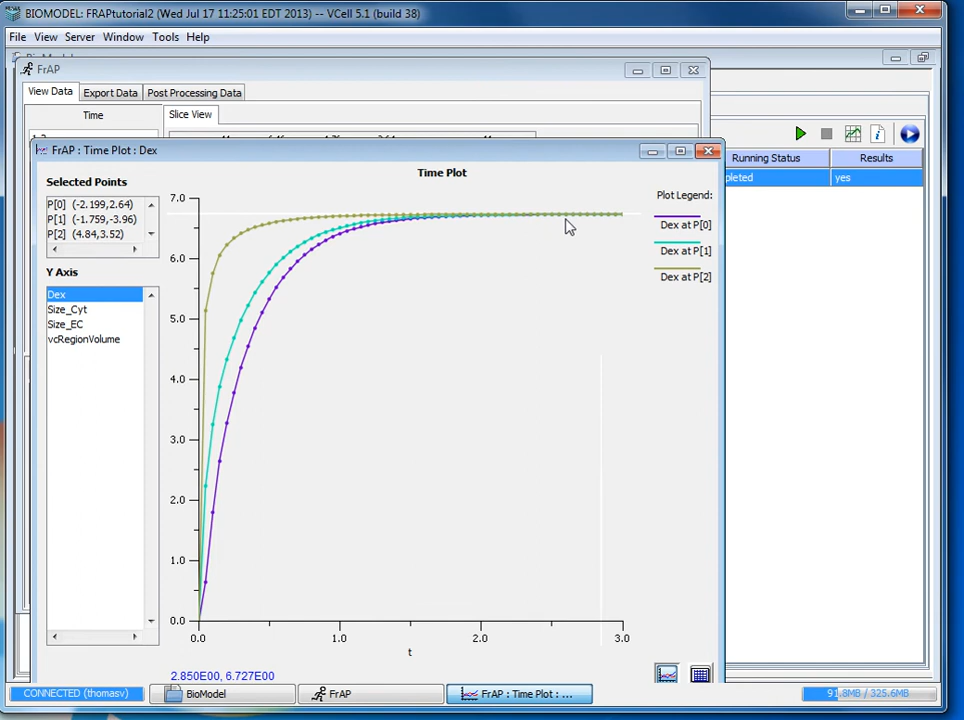 BIOMODEL: FRAPtutorial2 (Wed Jul 17 11:25:01 EDT 2013) -- VCell 5.1 (build 38)
File View Server Window Tools Help
FrAP
View Data Export Data Post Processing Data
Time Slice View
Running Status Results
pleted yes
FrAP : Time Plot : Dex
Selected Points
P[0] (-2.199,2.64)
P[1] (-1.759,-3.96)
P[2] (4.84,3.52)
Y Axis
Dex
Size_Cyt
Size_EC
vcRegionVolume
Time Plot
7.0
6.0
5.0
4.0
3.0
2.0
1.0
0.0
0.0 1.0 2.0 3.0
t
Plot Legend:
Dex at P[0]
Dex at P[1]
Dex at P[2]
2.850E00, 6.727E00
CONNECTED (thomasv) BioModel FRAP FrAP : Time Plot : ... 91.8MB / 325.6MB